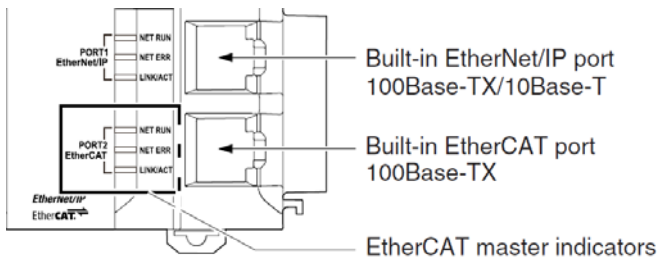 PORT1
EtherNet/IP
NET RUN
NET ERR
LINK/ACT
Built-in EtherNet/IP port
100Base-TX/10Base-T
PORT2
EtherCAT
NET RUN
NET ERR
LINK/ACT
Built-in EtherCAT port
100Base-TX
EtherNet/IP
EtherCAT
EtherCAT master indicators